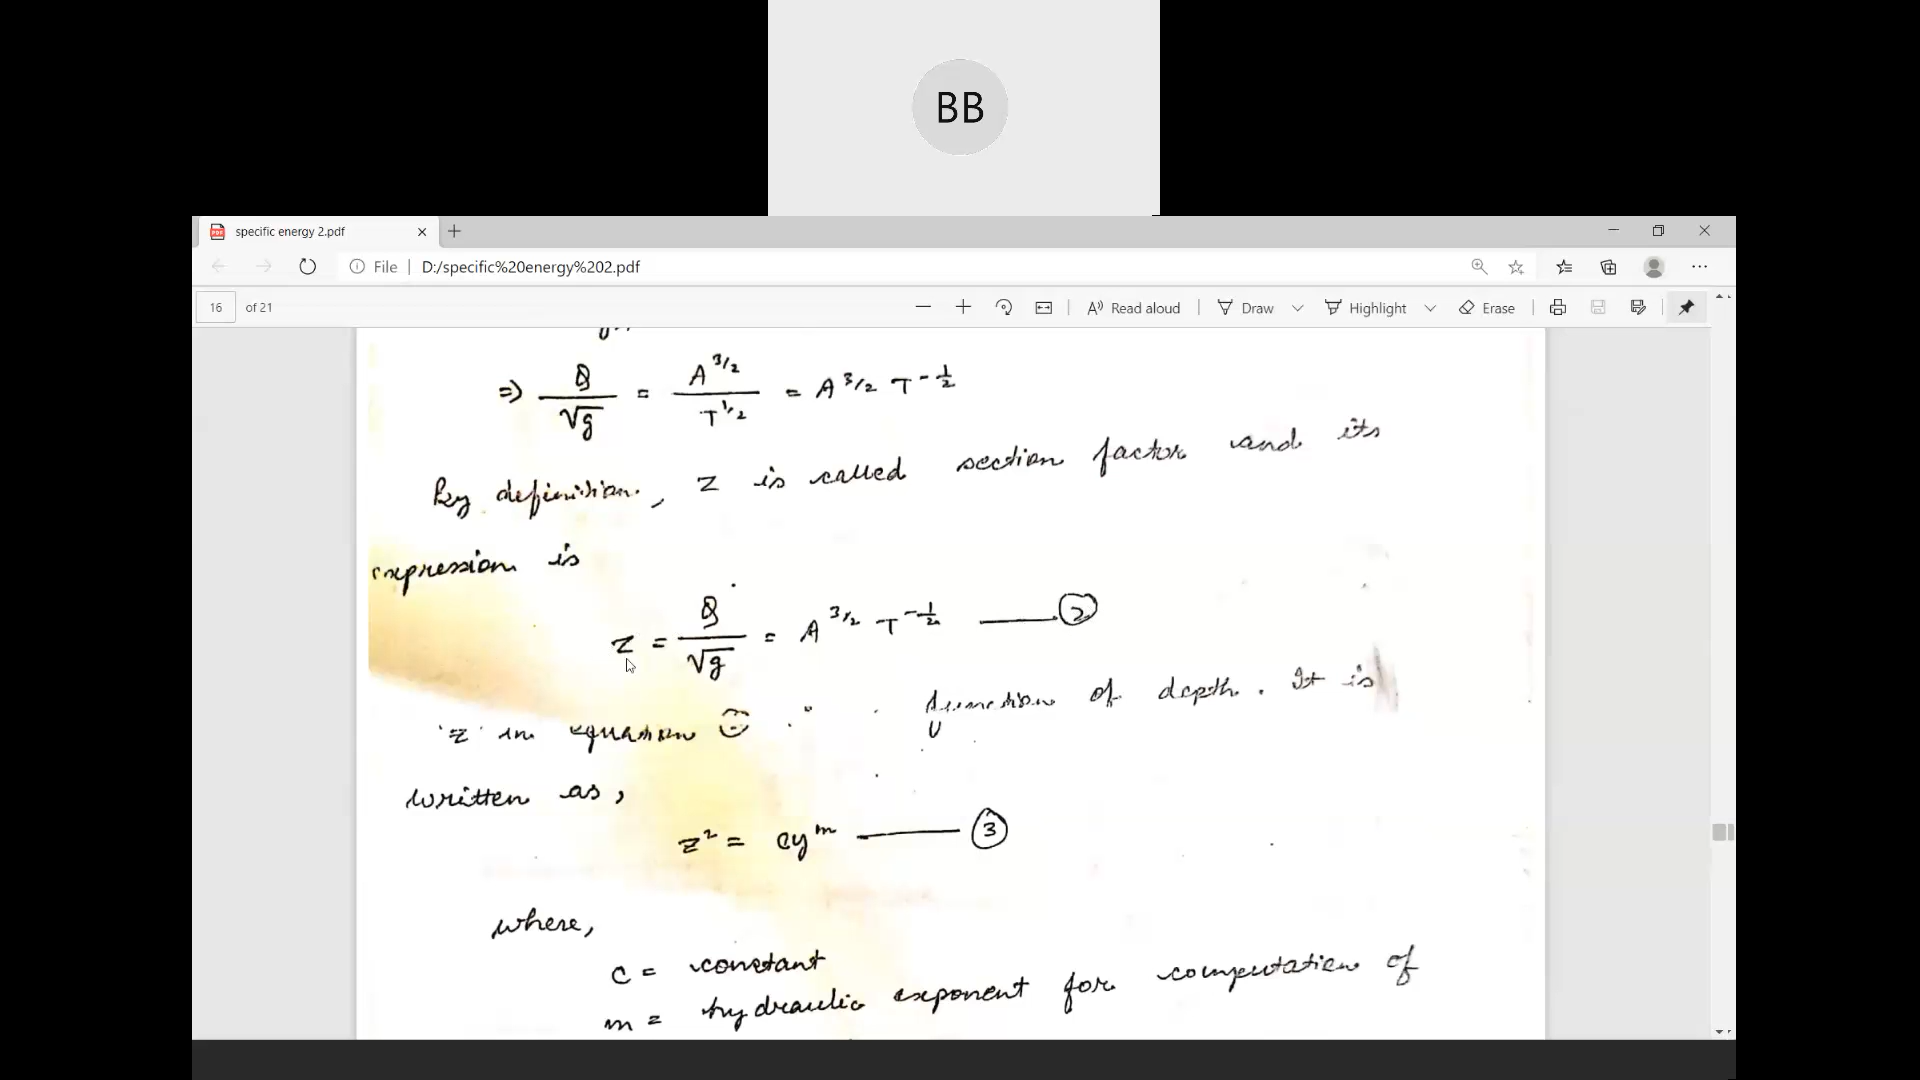 BB
specific energy 2.pdf
File | D:/specific%20energy%202.pdf
16 of 21
Read aloud Draw Highlight Erase
⇒ Q/√g = A^3/2 / T^1/2 = A^3/2 T^-1/2
By definition, Z is called section factor and its
expression is
Z = Q/√g = A^3/2 T^-1/2 —— ②
'Z' in equation function of depth. It is
written as,
Z² = Cy^m —— ③
where,
C = constant
m = hydraulic exponent for computation of